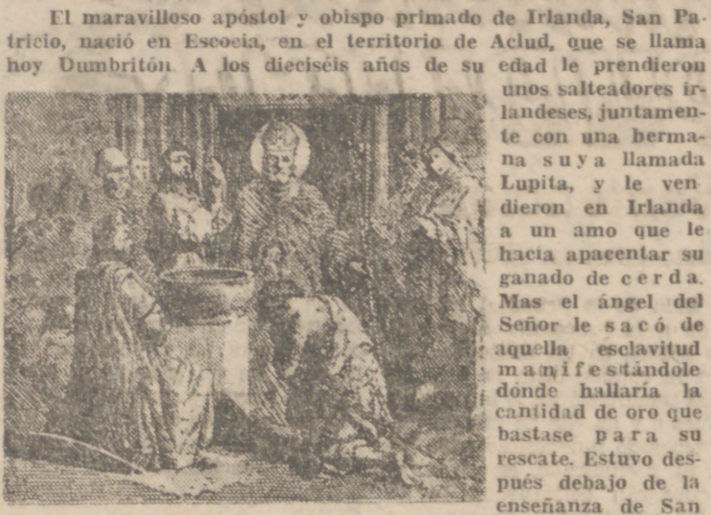 El maravilloso apóstol y obispo primado de Irlanda, San Pa-
tricio, nació en Escocia, en el territorio de Aclud, que se llama
hoy Dumbritón. A los dieciséis años de su edad le prendieron
unos salteadores ir-
landeses, juntamen-
te con una hermana
na suya llamada
Lupita, y le ven-
dieron en Irlanda
a un amo que le
hacía apacentar su
ganado de cerda.
Mas el ángel del
Señor le sacó de
aquella esclavitud
manifestándole
dónde hallaría la
cantidad de oro que
bastase para su
rescate. Estuvo des-
pués debajo de la
enseñanza de San